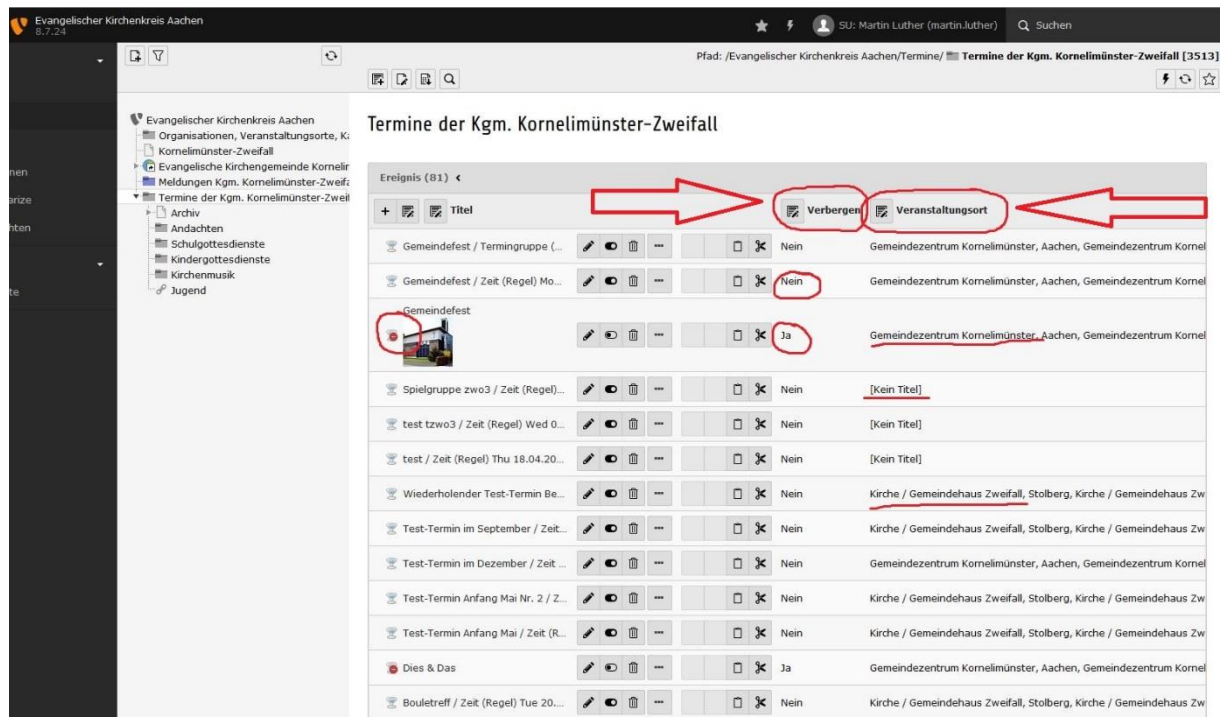 Evangelischer Kirchenkreis Aachen
8.7.24
SU: Martin Luther (martin.luther)
Suchen
Pfad: /Evangelischer Kirchenkreis Aachen/Termine/ Termine der Kgm. Kornelimünster-Zweifall [3513]
Evangelischer Kirchenkreis Aachen
Organisationen, Veranstaltungsorte, Ka
Kornelimünster-Zweifall
Evangelische Kirchengemeinde Kornelir
Meldungen Kgm. Kornelimünster-Zweifa
Termine der Kgm. Kornelimünster-Zweif
Archiv
Andachten
Schulgottesdienste
Kindergottesdienste
Kirchenmusik
Jugend
nen
arize
hten
te
Termine der Kgm. Kornelimünster-Zweifall
Ereignis (81)
Titel Verbergen Veranstaltungsort
Gemeindefest / Termingruppe (... Nein Gemeindezentrum Kornelimünster, Aachen, Gemeindezentrum Kornel
Gemeindefest / Zeit (Regel) Mo... Nein Gemeindezentrum Kornelimünster, Aachen, Gemeindezentrum Kornel
Gemeindefest
Ja Gemeindezentrum Kornelimünster, Aachen, Gemeindezentrum Kornel
Spielgruppe zwo3 / Zeit (Regel)... Nein [Kein Titel]
test tzwo3 / Zeit (Regel) Wed 0... Nein [Kein Titel]
test / Zeit (Regel) Thu 18.04.20... Nein [Kein Titel]
Wiederholender Test-Termin Be... Nein Kirche / Gemeindehaus Zweifall, Stolberg, Kirche / Gemeindehaus Zw
Test-Termin im September / Zeit... Nein Kirche / Gemeindehaus Zweifall, Stolberg, Kirche / Gemeindehaus Zw
Test-Termin im Dezember / Zeit ... Nein Gemeindezentrum Kornelimünster, Aachen, Gemeindezentrum Kornel
Test-Termin Anfang Mai Nr. 2 / Z... Nein Kirche / Gemeindehaus Zweifall, Stolberg, Kirche / Gemeindehaus Zw
Test-Termin Anfang Mai / Zeit (R... Nein Kirche / Gemeindehaus Zweifall, Stolberg, Kirche / Gemeindehaus Zw
Dies & Das Ja Gemeindezentrum Kornelimünster, Aachen, Gemeindezentrum Kornel
Bouletreff / Zeit (Regel) Tue 20.... Nein Kirche / Gemeindehaus Zweifall, Stolberg, Kirche / Gemeindehaus Zw